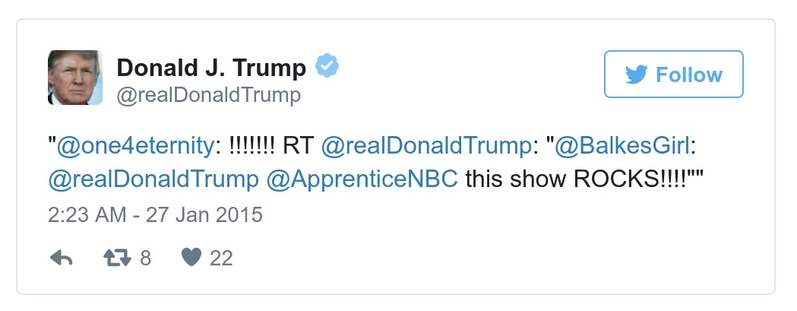 Donald J. Trump
@realDonaldTrump
Follow
"@one4eternity: !!!!!!! RT @realDonaldTrump: "@BalkesGirl:
@realDonaldTrump @ApprenticeNBC this show ROCKS!!!!""
2:23 AM - 27 Jan 2015
8
22